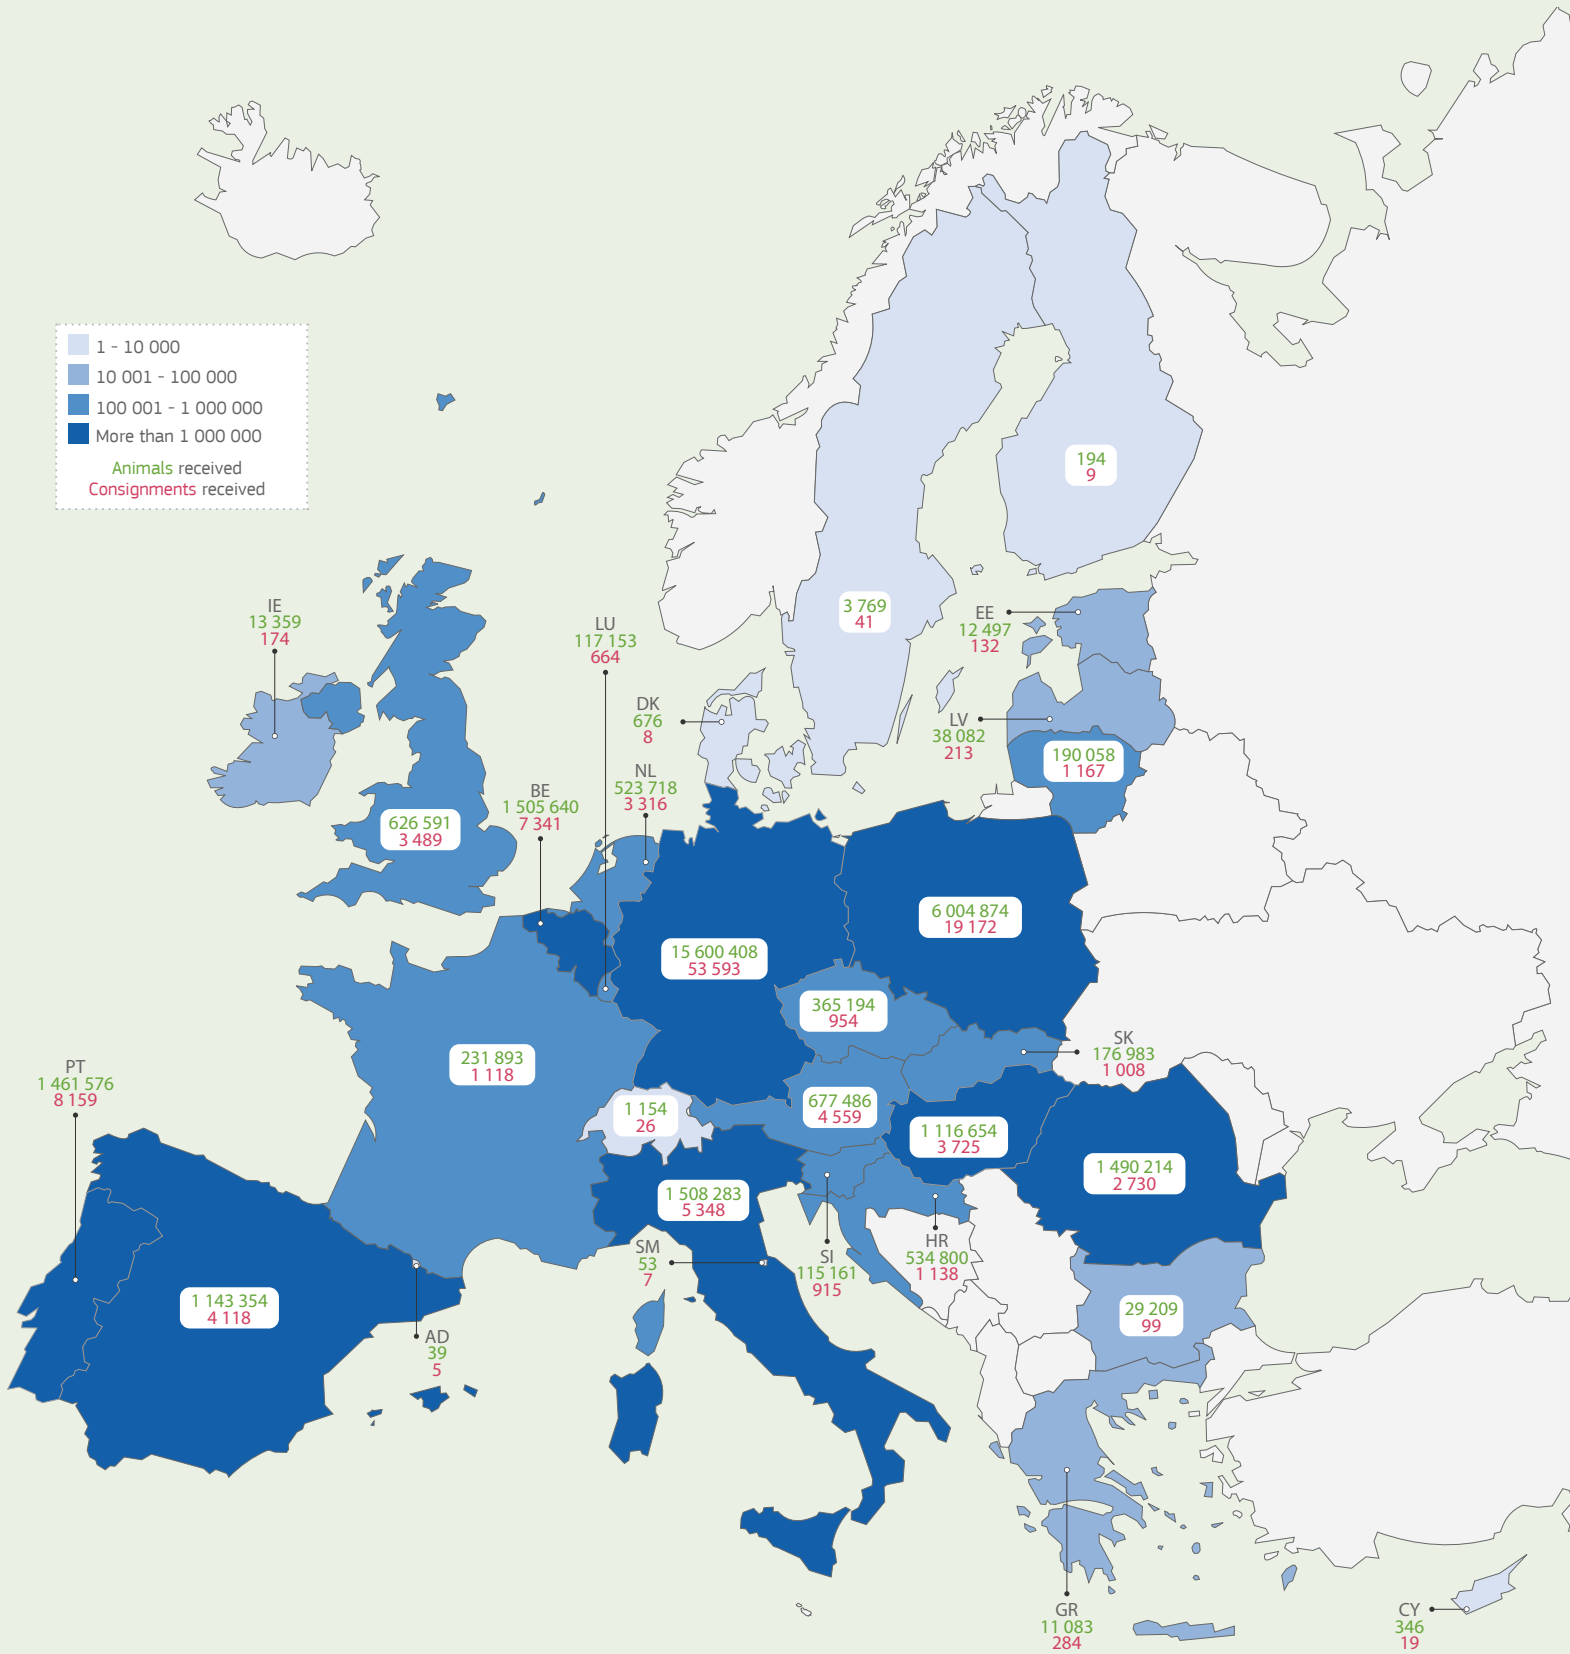 1 - 10 000
10 001 - 100 000
100 001 - 1 000 000
More than 1 000 000
Animals received
Consignments received
194
9
3 769
41
IE
13 359
174
EE
12 497
132
LU
117 153
664
DK
676
8
LV
38 082
213
190 058
1 167
NL
523 718
3 316
BE
1 505 640
7 341
626 591
3 489
6 004 874
19 172
15 600 408
53 593
365 194
954
SK
176 983
1 008
231 893
1 118
PT
1 461 576
8 159
1 154
26
677 486
4 559
1 116 654
3 725
1 490 214
2 730
1 508 283
5 348
SM
53
7
SI
115 161
915
HR
534 800
1 138
1 143 354
4 118
29 209
99
AD
39
5
GR
11 083
284
CY
346
19